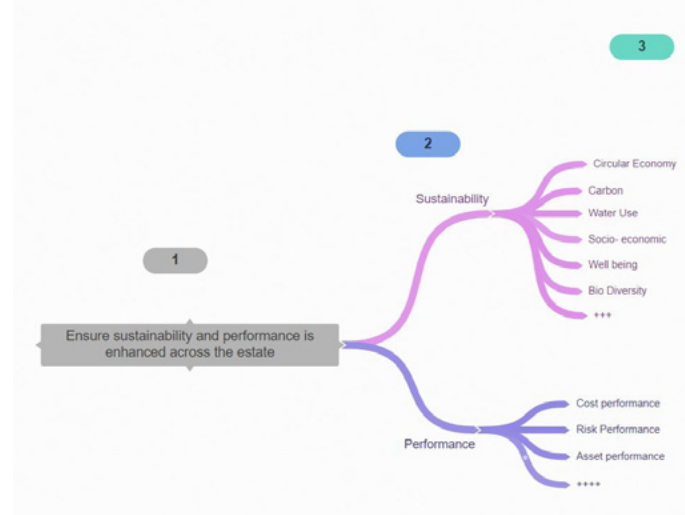 3
2
Circular Economy
Sustainability
Carbon
Water Use
Socio- economic
Well being
Bio Diversity
+++
1
Ensure sustainability and performance is
enhanced across the estate
Cost performance
Risk Performance
Performance
Asset performance
++++